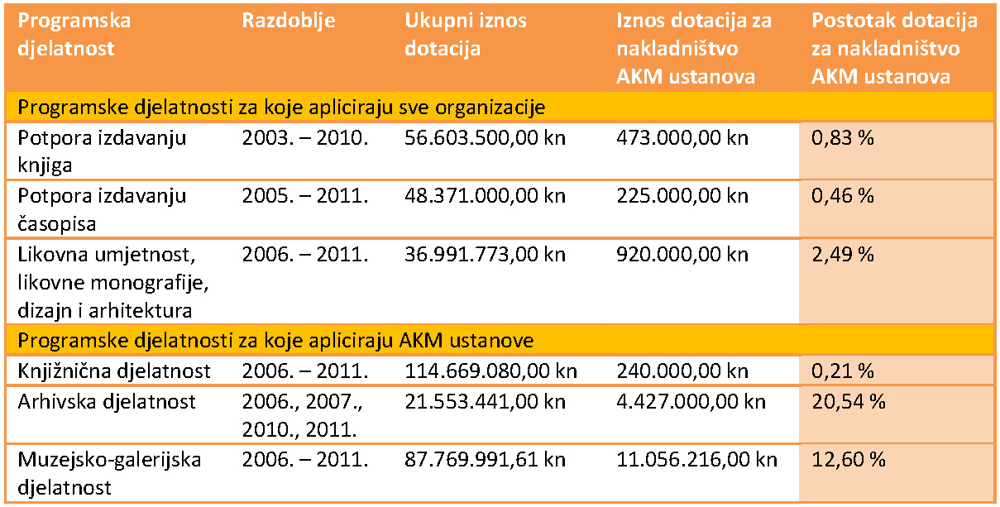 Programska djelatnost Razdoblje Ukupni iznos dotacija Iznos dotacija za nakladništvo AKM ustanova Postotak dotacija za nakladništvo AKM ustanova
Programske djelatnosti za koje apliciraju sve organizacije
Potpora izdavanju knjiga 2003. – 2010. 56.603.500,00 kn 473.000,00 kn 0,83 %
Potpora izdavanju časopisa 2005. – 2011. 48.371.000,00 kn 225.000,00 kn 0,46 %
Likovna umjetnost, likovne monografije, dizajn i arhitektura 2006. – 2011. 36.991.773,00 kn 920.000,00 kn 2,49 %
Programske djelatnosti za koje apliciraju AKM ustanove
Knjižnična djelatnost 2006. – 2011. 114.669.080,00 kn 240.000,00 kn 0,21 %
Arhivska djelatnost 2006., 2007., 2010., 2011. 21.553.441,00 kn 4.427.000,00 kn 20,54 %
Muzejsko-galerijska djelatnost 2006. – 2011. 87.769.991,61 kn 11.056.216,00 kn 12,60 %